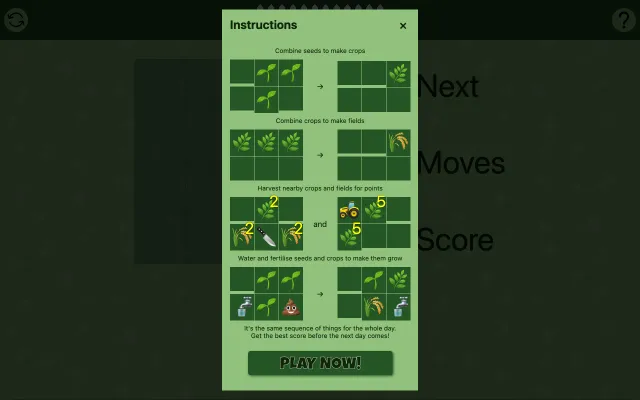 Instructions
×
?
Combine seeds to make crops
→
Combine crops to make fields
→
Harvest nearby crops and fields for points
2
2
2
and
5
5
Water and fertilise seeds and crops to make them grow
→
It's the same sequence of things for the whole day.
Get the best score before the next day comes!
PLAY NOW!
Next
Moves
Score